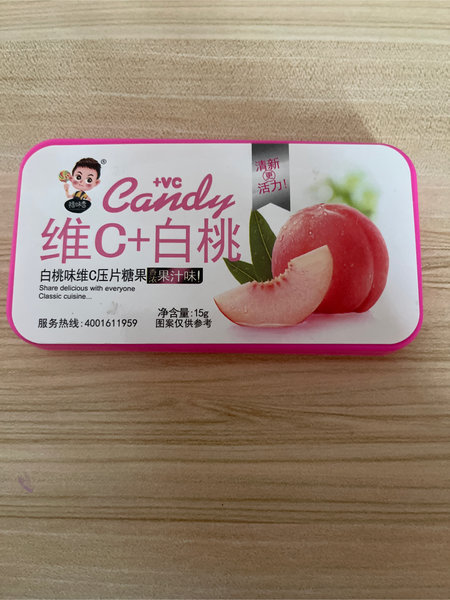 +VC
Candy
清新
更
活力!
维C+白桃
白桃味维C压片糖果
果汁味!
Share delicious with everyone
Classic cuisine...
服务热线:4001611959
净含量:15g
图案仅供参考